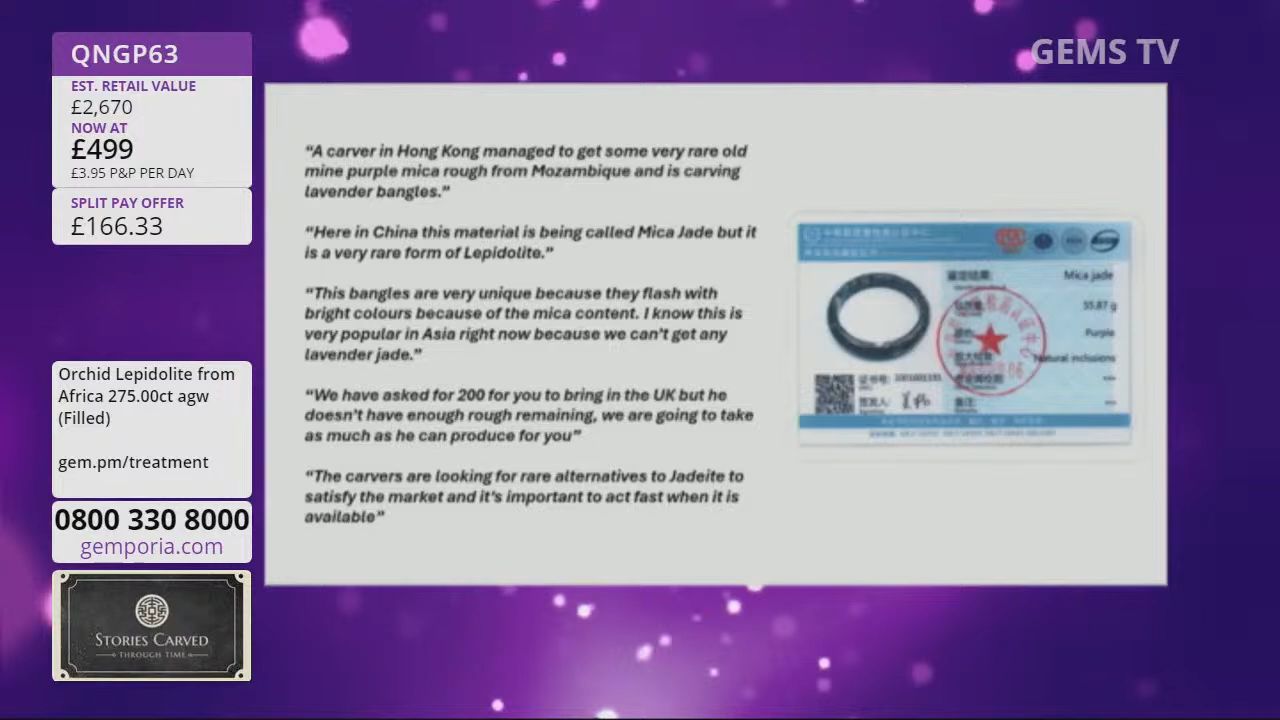 QNGP63
EST. RETAIL VALUE
£2,670
NOW AT
£499
£3.95 P&P PER DAY
SPLIT PAY OFFER
£166.33
Orchid Lepidolite from
Africa 275.00ct agw
(Filled)
gem.pm/treatment
0800 330 8000
gemporia.com
STORIES CARVED
THROUGH TIME
GEMS TV
“A carver in Hong Kong managed to get some very rare old
mine purple mica rough from Mozambique and is carving
lavender bangles.”
“Here in China this material is being called Mica Jade but it
is a very rare form of Lepidolite.”
“This bangles are very unique because they flash with
bright colours because of the mica content. I know this is
very popular in Asia right now because we can’t get any
lavender jade.”
“We have asked for 200 for you to bring in the UK but he
doesn’t have enough rough remaining, we are going to take
as much as he can produce for you”
“The carvers are looking for rare alternatives to Jadeite to
satisfy the market and it’s important to act fast when it is
available”
Mica jade
55.87 g
Purple
Natural inclusions